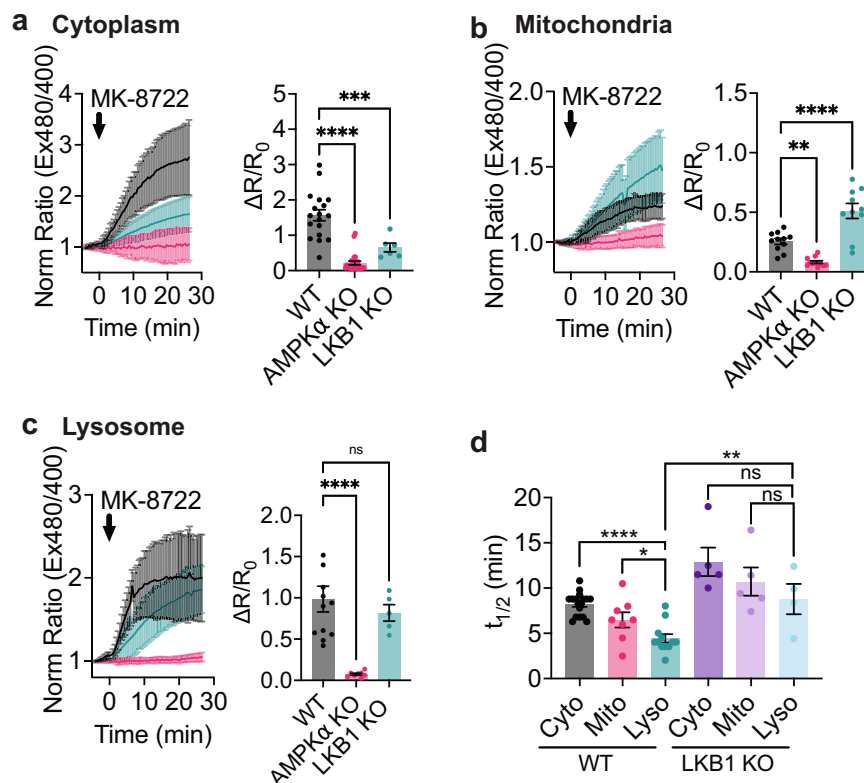 a Cytoplasm
MK-8722
Norm Ratio (Ex480/400)
4
3
2
1
0 10 20 30
Time (min)
ΔR/R0
5
4
3
2
1
0
***
****
WT
AMPKα KO
LKB1 KO
b Mitochondria
MK-8722
Norm Ratio (Ex480/400)
2.0
1.5
1.0
0 10 20 30
Time (min)
ΔR/R0
1.5
1.0
0.5
0.0
****
**
WT
AMPKα KO
LKB1 KO
c Lysosome
MK-8722
Norm Ratio (Ex480/400)
4
2
1
0 10 20 30
Time (min)
ΔR/R0
2.0
1.5
1.0
0.5
0.0
ns
****
WT
AMPKα KO
LKB1 KO
d
t1/2 (min)
20
15
10
5
0
**
ns
ns
****
*
Cyto Mito Lyso Cyto Mito Lyso
WT LKB1 KO